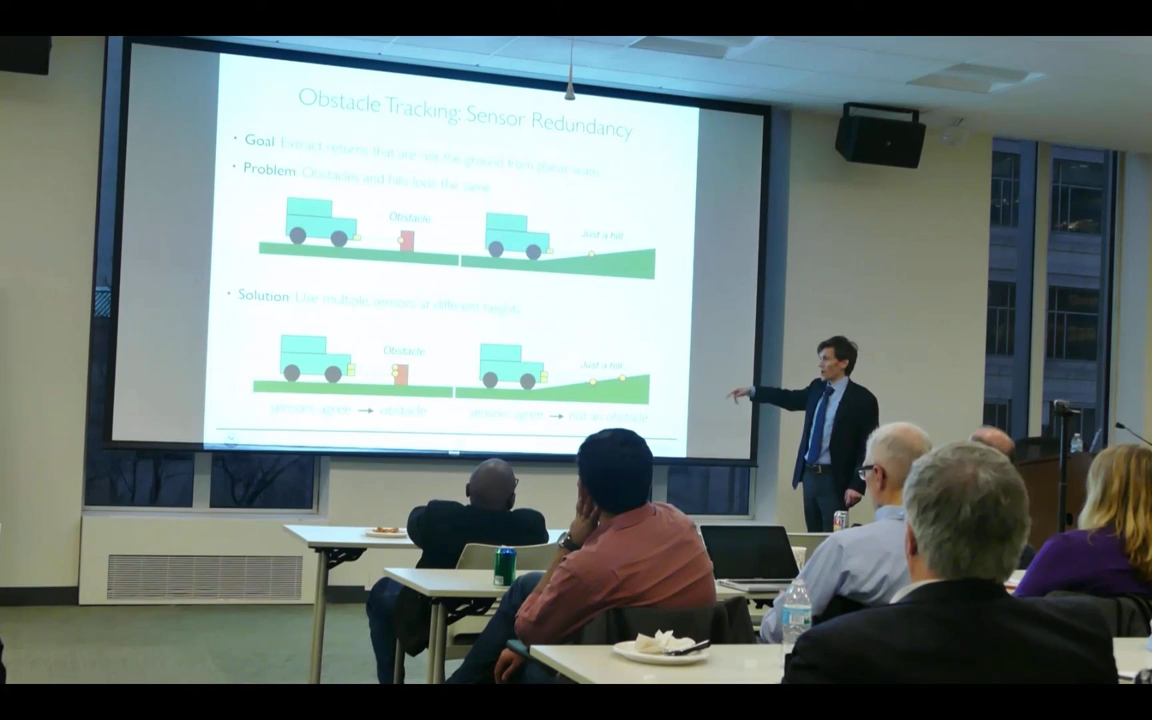 Obstacle Tracking: Sensor Redundancy
• Goal Extract returns that are not the ground from planar scans
• Problem Obstacles and hills look the same
Obstacle
Just a hill
• Solution Use multiple sensors at different heights
Obstacle
Just a hill
sensors agree → obstacle
sensors agree → not an obstacle